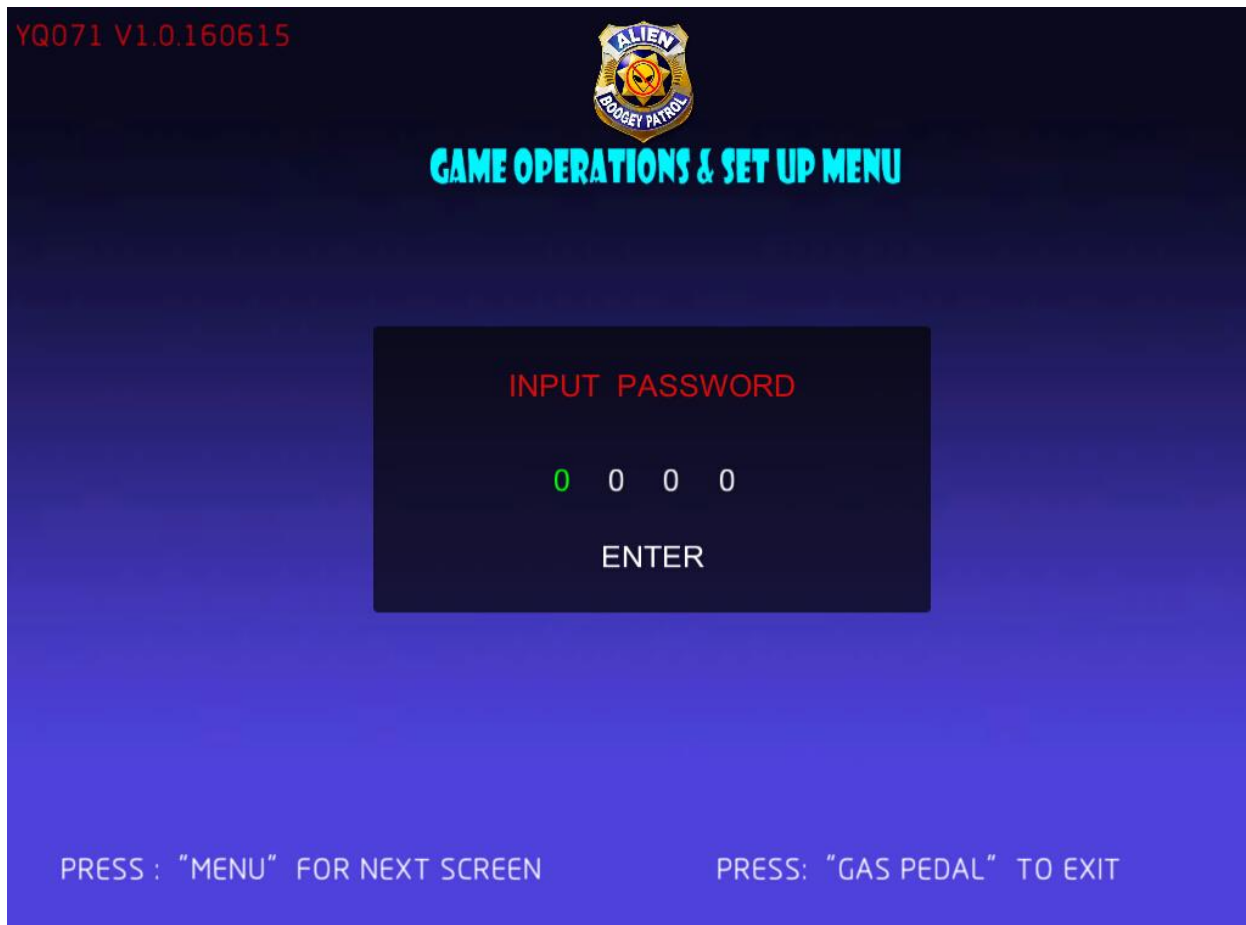 YQ071 V1.0.160615
ALIEN
BOOGEY PATROL
GAME OPERATIONS & SET UP MENU
INPUT PASSWORD
0 0 0 0
ENTER
PRESS : "MENU" FOR NEXT SCREEN
PRESS: "GAS PEDAL" TO EXIT